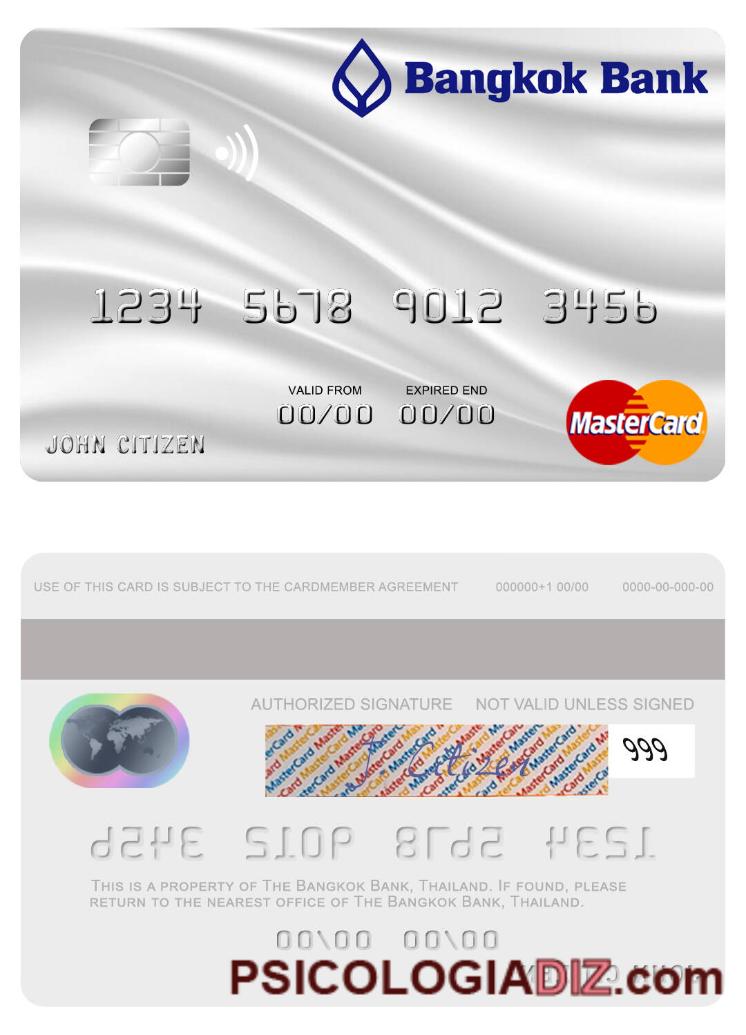 Bangkok Bank
1234 5678 9012 3456
VALID FROM EXPIRED END
00/00 00/00
JOHN CITIZEN
MasterCard
USE OF THIS CARD IS SUBJECT TO THE CARDMEMBER AGREEMENT 000000+1 00/00 0000-00-000-00
AUTHORIZED SIGNATURE NOT VALID UNLESS SIGNED
J. Citizen 999
THIS IS A PROPERTY OF THE BANGKOK BANK, THAILAND. IF FOUND, PLEASE
RETURN TO THE NEAREST OFFICE OF THE BANGKOK BANK, THAILAND.
00\00 00\00
PSICOLOGIADIZ.com